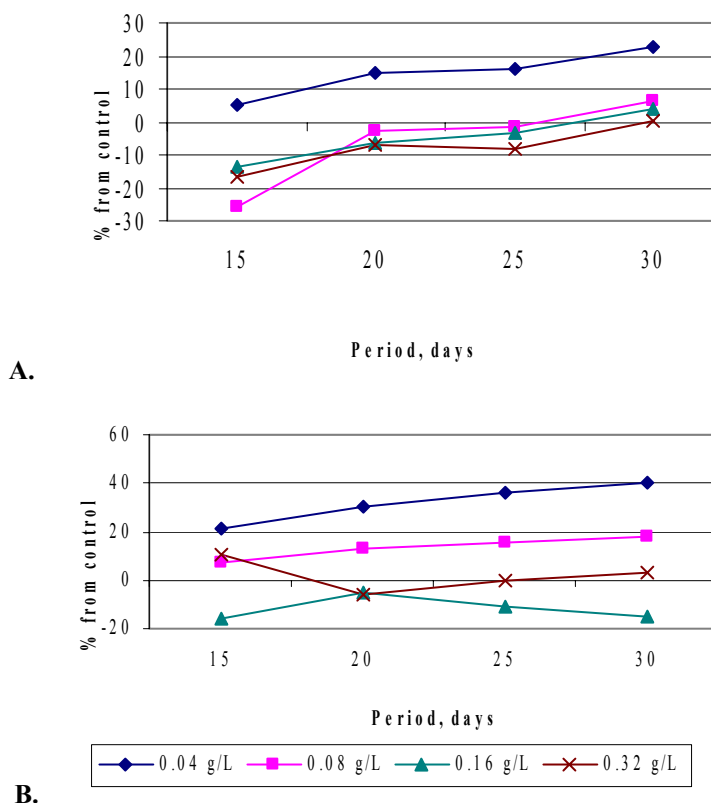 30
20
10
0
-10
-20
-30
% from control
15 20 25 30
Period, days
A.
60
40
20
0
-20
% from control
15 20 25 30
Period, days
0.04 g/L 0.08 g/L 0.16 g/L 0.32 g/L
B.